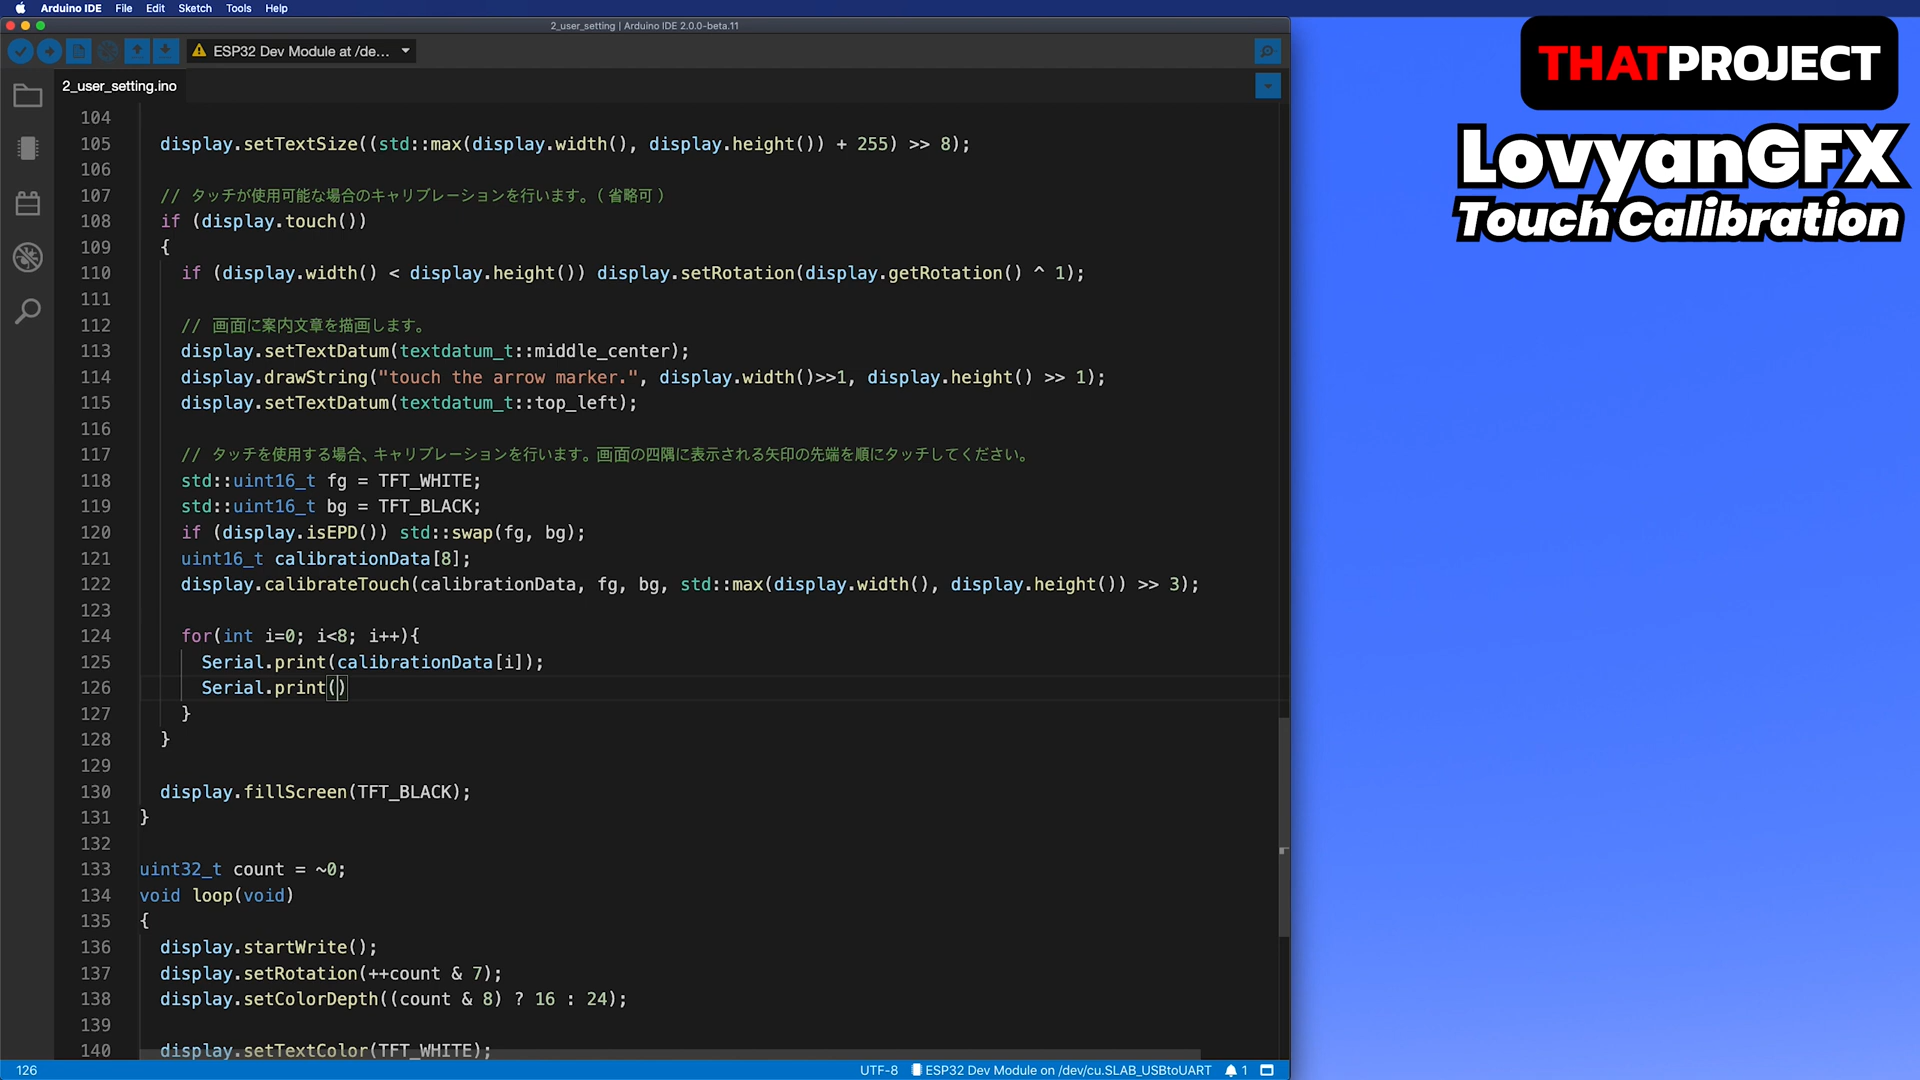 Arduino IDE File Edit Sketch Tools Help
2_user_setting | Arduino IDE 2.0.0-beta.11
ESP32 Dev Module at /de...
2_user_setting.ino
104
105 display.setTextSize((std::max(display.width(), display.height()) + 255) >> 8);
106
107 // タッチが使用可能な場合のキャリブレーションを行います。（省略可）
108 if (display.touch())
109 {
110 if (display.width() < display.height()) display.setRotation(display.getRotation() ^ 1);
111
112 // 画面に案内文章を描画します。
113 display.setTextDatum(textdatum_t::middle_center);
114 display.drawString("touch the arrow marker.", display.width()>>1, display.height() >> 1);
115 display.setTextDatum(textdatum_t::top_left);
116
117 // タッチを使用する場合、キャリブレーションを行います。画面の四隅に表示される矢印の先端を順にタッチしてください。
118 std::uint16_t fg = TFT_WHITE;
119 std::uint16_t bg = TFT_BLACK;
120 if (display.isEPD()) std::swap(fg, bg);
121 uint16_t calibrationData[8];
122 display.calibrateTouch(calibrationData, fg, bg, std::max(display.width(), display.height()) >> 3);
123
124 for(int i=0; i<8; i++){
125 Serial.print(calibrationData[i]);
126 Serial.print()
127 }
128 }
129
130 display.fillScreen(TFT_BLACK);
131 }
132
133 uint32_t count = ~0;
134 void loop(void)
135 {
136 display.startWrite();
137 display.setRotation(++count & 7);
138 display.setColorDepth((count & 8) ? 16 : 24);
139
140 display.setTextColor(TFT_WHITE);
126 UTF-8 ESP32 Dev Module on /dev/cu.SLAB_USBtoUART 1
THATPROJECT
LovyanGFX
Touch Calibration